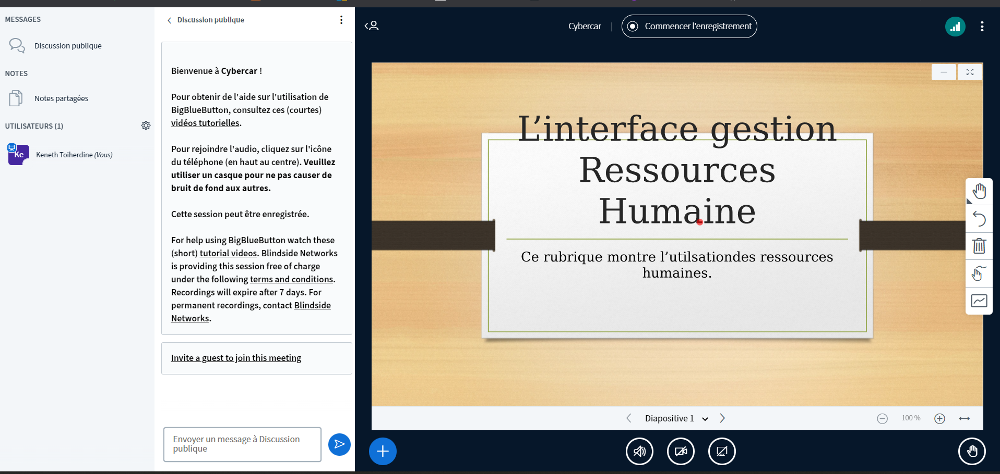 MESSAGES
Discussion publique
NOTES
Notes partagées
UTILISATEURS (1)
Ke
Keneth Toiherdine (Vous)
Discussion publique
Bienvenue à Cybercar !
Pour obtenir de l'aide sur l'utilisation de
BigBlueButton, consultez ces (courtes)
vidéos tutorielles.
Pour rejoindre l'audio, cliquez sur l'icône
du téléphone (en haut au centre). Veuillez
utiliser un casque pour ne pas causer de
bruit de fond aux autres.
Cette session peut être enregistrée.
For help using BigBlueButton watch these
(short) tutorial videos. Blindside Networks
is providing this session free of charge
under the following terms and conditions.
Recordings will expire after 7 days. For
permanent recordings, contact Blindside
Networks.
Invite a guest to join this meeting
Envoyer un message à Discussion
publique
Cybercar
Commencer l'enregistrement
L’interface gestion
Ressources
Humaine
Ce rubrique montre l’utilsationdes ressources
humaines.
Diapositive 1
100 %